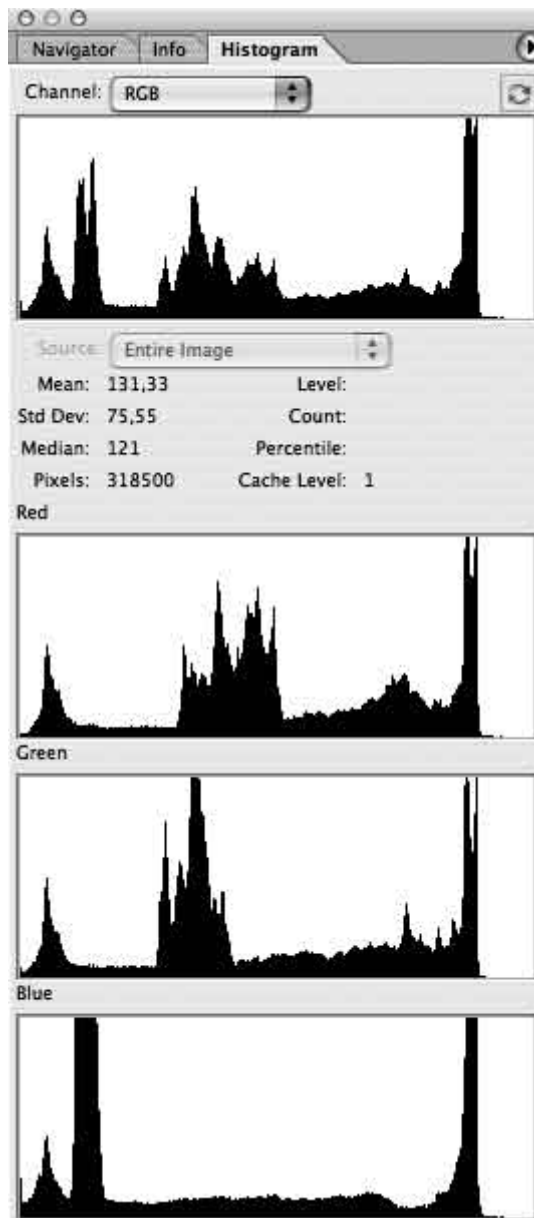 Navigator Info Histogram
Channel: RGB
Source: Entire Image
Mean: 131,33 Level:
Std Dev: 75,55 Count:
Median: 121 Percentile:
Pixels: 318500 Cache Level: 1
Red
Green
Blue